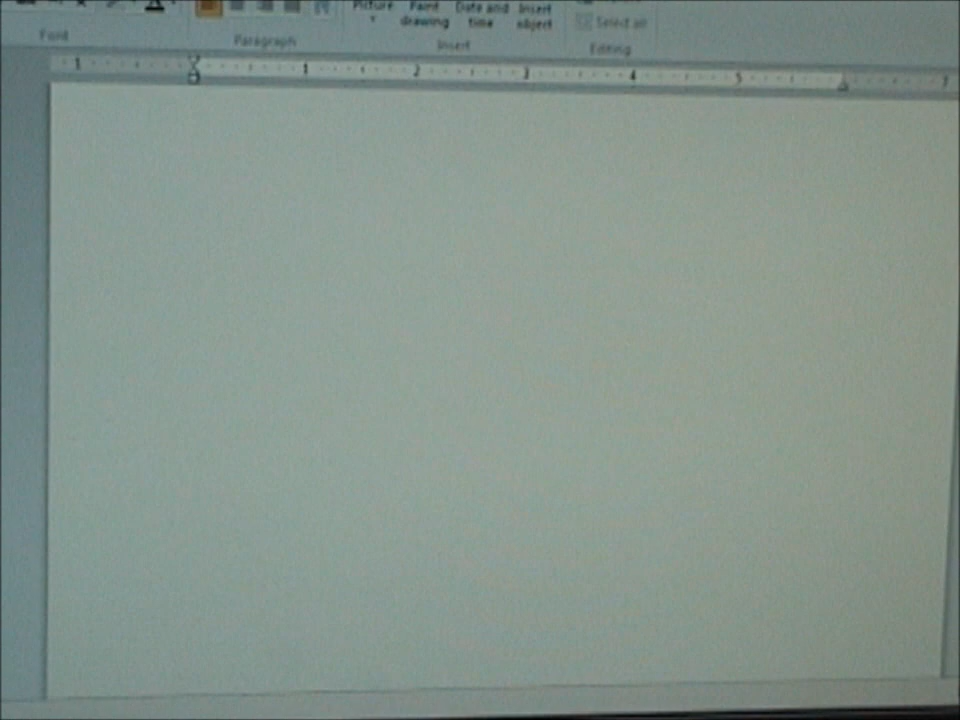 Picture Paint drawing Date and time Insert object
Select all
Font Paragraph Insert Editing
1 1 2 3 4 5 7